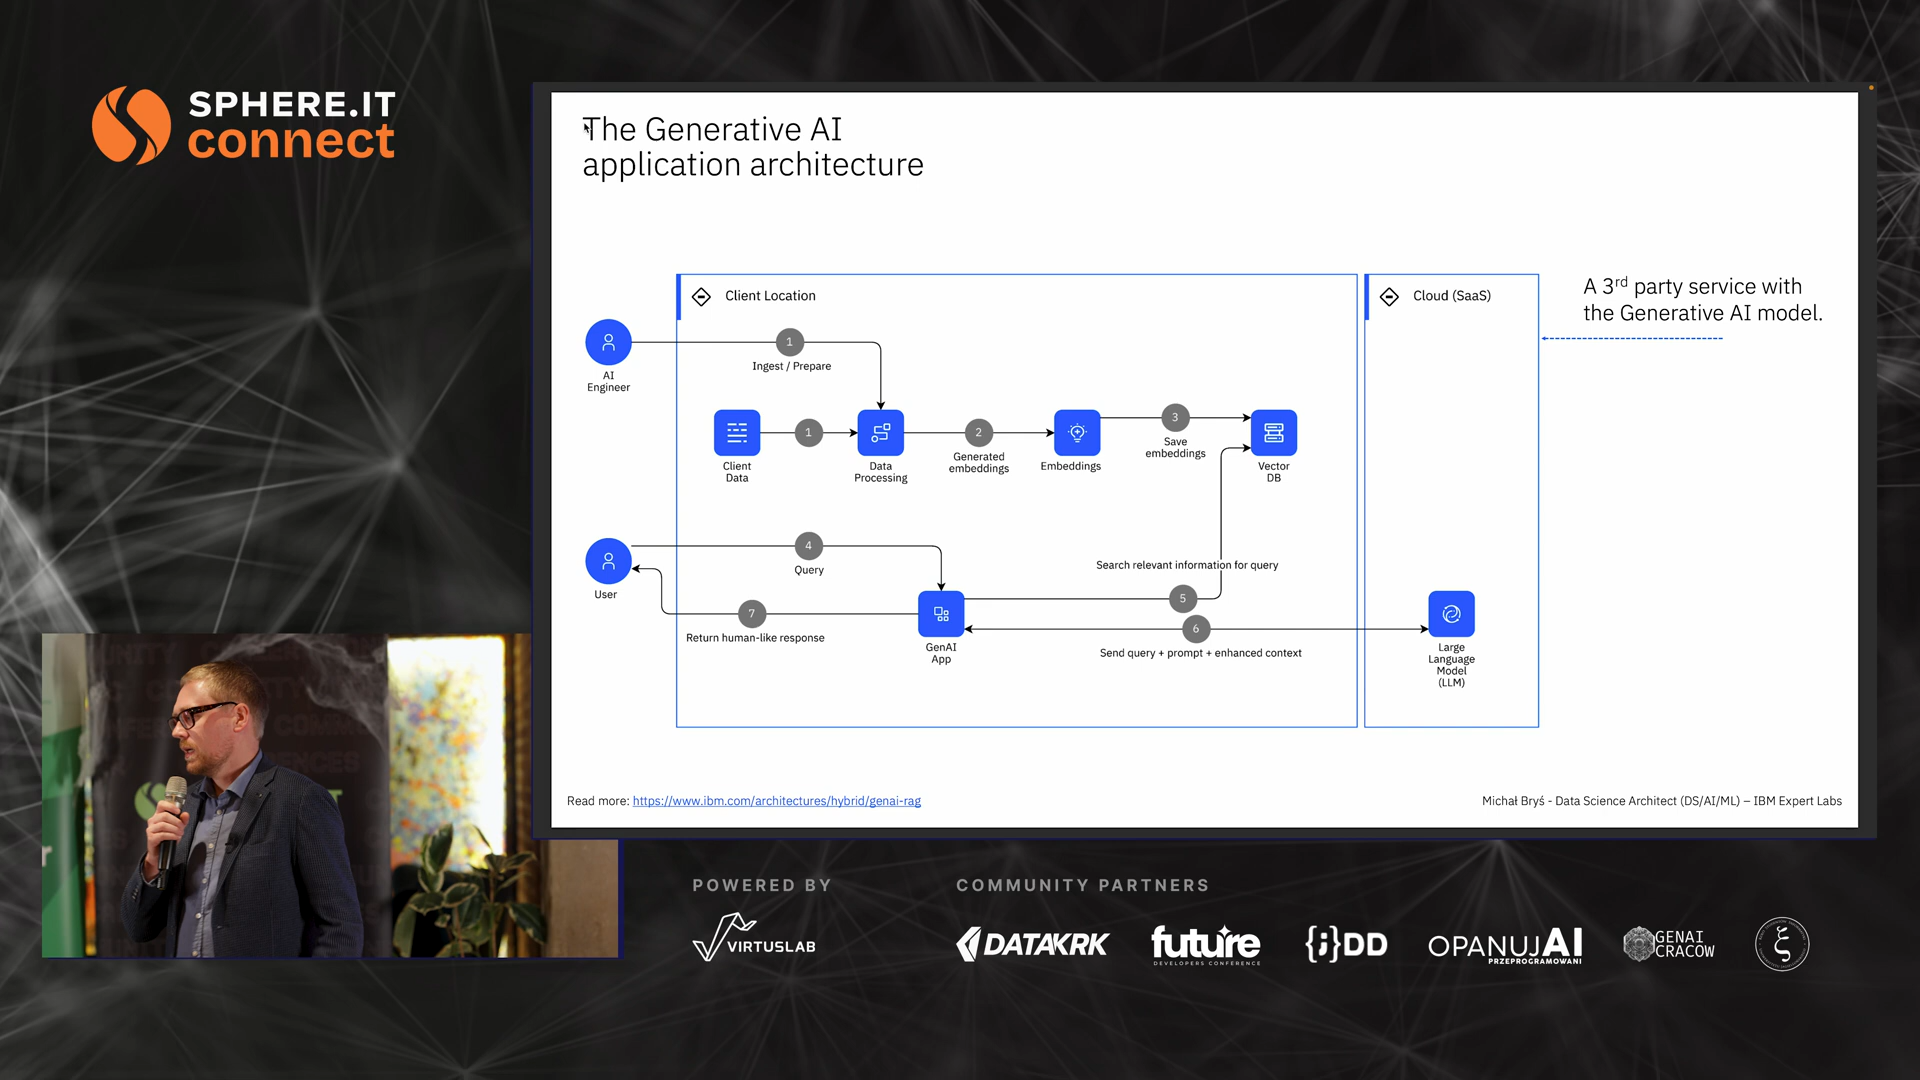 SPHERE.IT
connect
The Generative AI
application architecture
Client Location
Cloud (SaaS)
A 3rd party service with
the Generative AI model.
AI
Engineer
1
Ingest / Prepare
Client
Data
1
Data
Processing
2
Generated
embeddings
Embeddings
3
Save
embeddings
Vector
DB
User
4
Query
7
Return human-like response
GenAI
App
Search relevant information for query
5
6
Send query + prompt + enhanced context
Large
Language
Model
(LLM)
Read more: https://www.ibm.com/architectures/hybrid/genai-rag
Michał Bryś - Data Science Architect (DS/AI/ML) – IBM Expert Labs
POWERED BY
VIRTUSLAB
COMMUNITY PARTNERS
DATAKRK
future
DEVELOPERS CONFERENCE
{;}DD
OPANUJAI
PRZEPROGRAMOWANI
GENAI
CRACOW
ξ